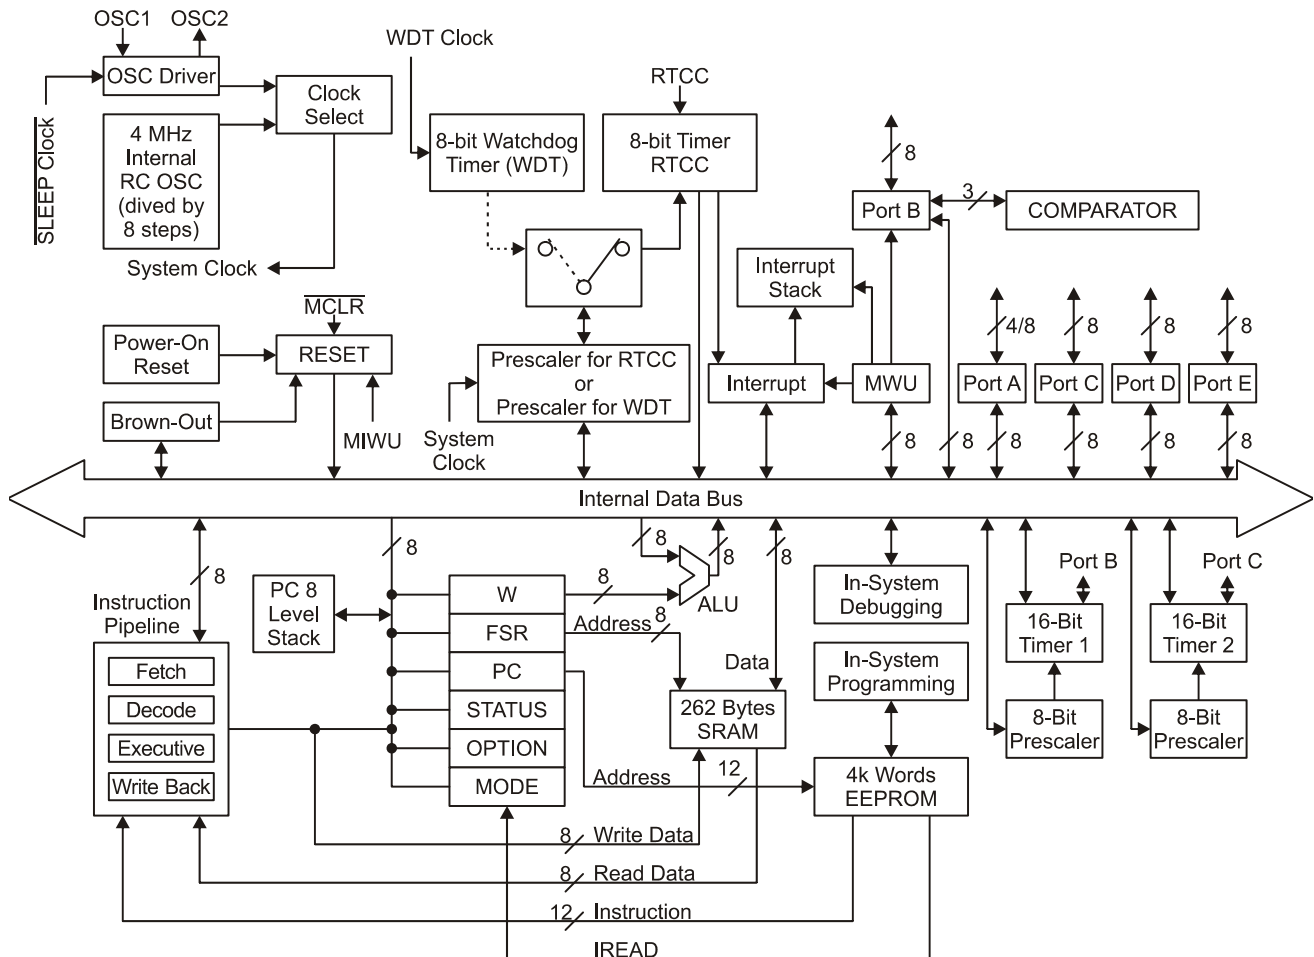 OSC1
OSC2
OSC Driver
SLEEP Clock
4 MHz
Internal
RC OSC
(dived by
8 steps)
Clock
Select
System Clock
WDT Clock
8-bit Watchdog
Timer (WDT)
RTCC
8-bit Timer
RTCC
8
Port B
3
COMPARATOR
Interrupt
Stack
MCLR
Power-On
Reset
RESET
Brown-Out
MIWU
Prescaler for RTCC
or
Prescaler for WDT
System
Clock
Interrupt
MWU
4/8
8
8
8
Port A
Port C
Port D
Port E
8
8
8
8
8
8
Internal Data Bus
8
Instruction
Pipeline
Fetch
Decode
Executive
Write Back
PC 8
Level
Stack
8
W
FSR
PC
STATUS
OPTION
MODE
8
8
8
8
ALU
Address
8
Data
262 Bytes
SRAM
In-System
Debugging
In-System
Programming
Port B
16-Bit
Timer 1
8-Bit
Prescaler
Port C
16-Bit
Timer 2
8-Bit
Prescaler
Address
12
4k Words
EEPROM
8
Write Data
8
Read Data
12
Instruction
IREAD